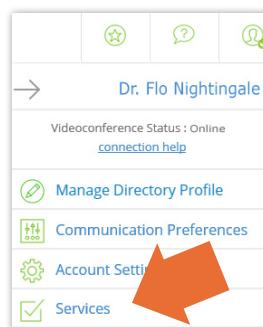 Dr. Flo Nightingale
Videoconference Status : Online
connection help
Manage Directory Profile
Communication Preferences
Account
Services